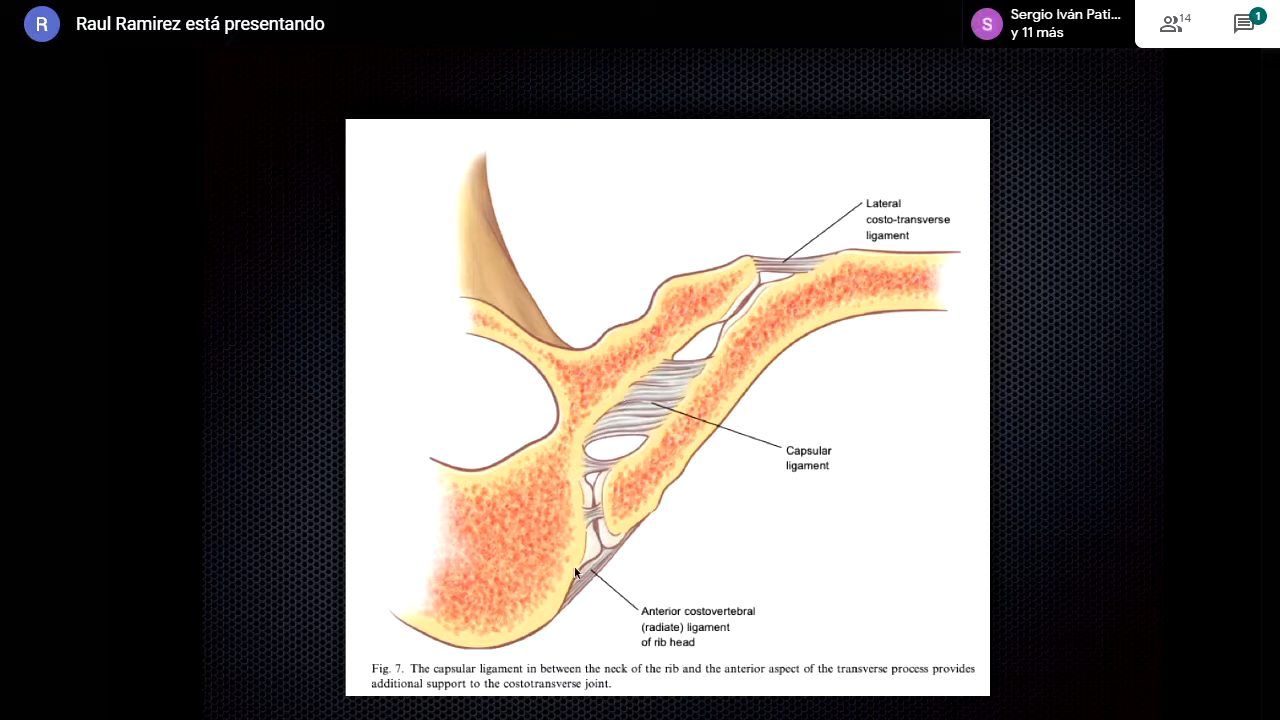 R
Raul Ramirez está presentando
S
Sergio Iván Pati...
y 11 más
14
1
Lateral
costo-transverse
ligament
Capsular
ligament
Anterior costovertebral
(radiate) ligament
of rib head
Fig. 7. The capsular ligament in between the neck of the rib and the anterior aspect of the transverse process provides
additional support to the costotransverse joint.